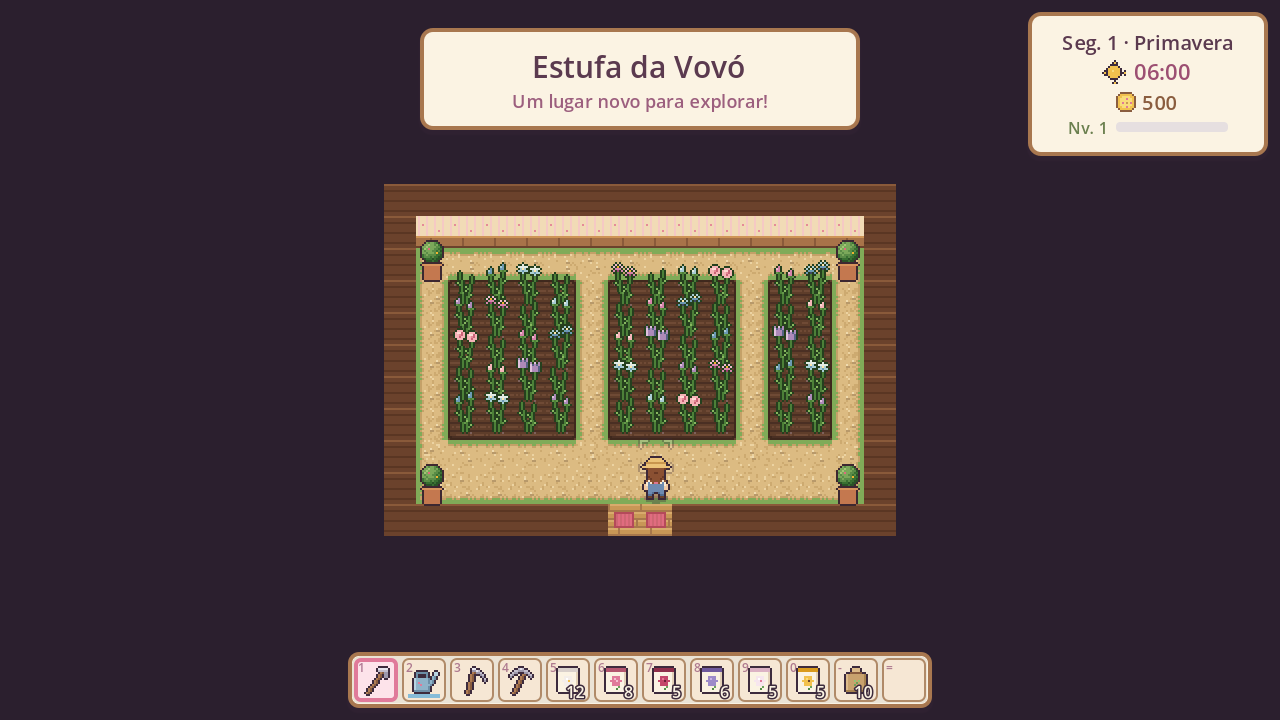 Estufa da Vovó
Um lugar novo para explorar!
Seg. 1 · Primavera
06:00
500
Nv. 1
1 2 3 4 5 6 7 8 9 0 - =
12 8 5 6 5 5 10